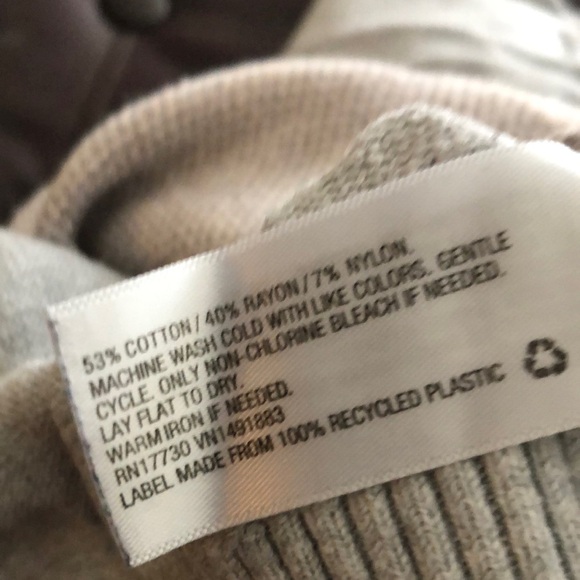 53% COTTON / 40% RAYON / 7% NYLON.
MACHINE WASH COLD WITH LIKE COLORS, GENTLE
CYCLE. ONLY NON-CHLORINE BLEACH IF NEEDED.
LAY FLAT TO DRY.
WARM IRON IF NEEDED.
RN17730 VN1491883
LABEL MADE FROM 100% RECYCLED PLASTIC